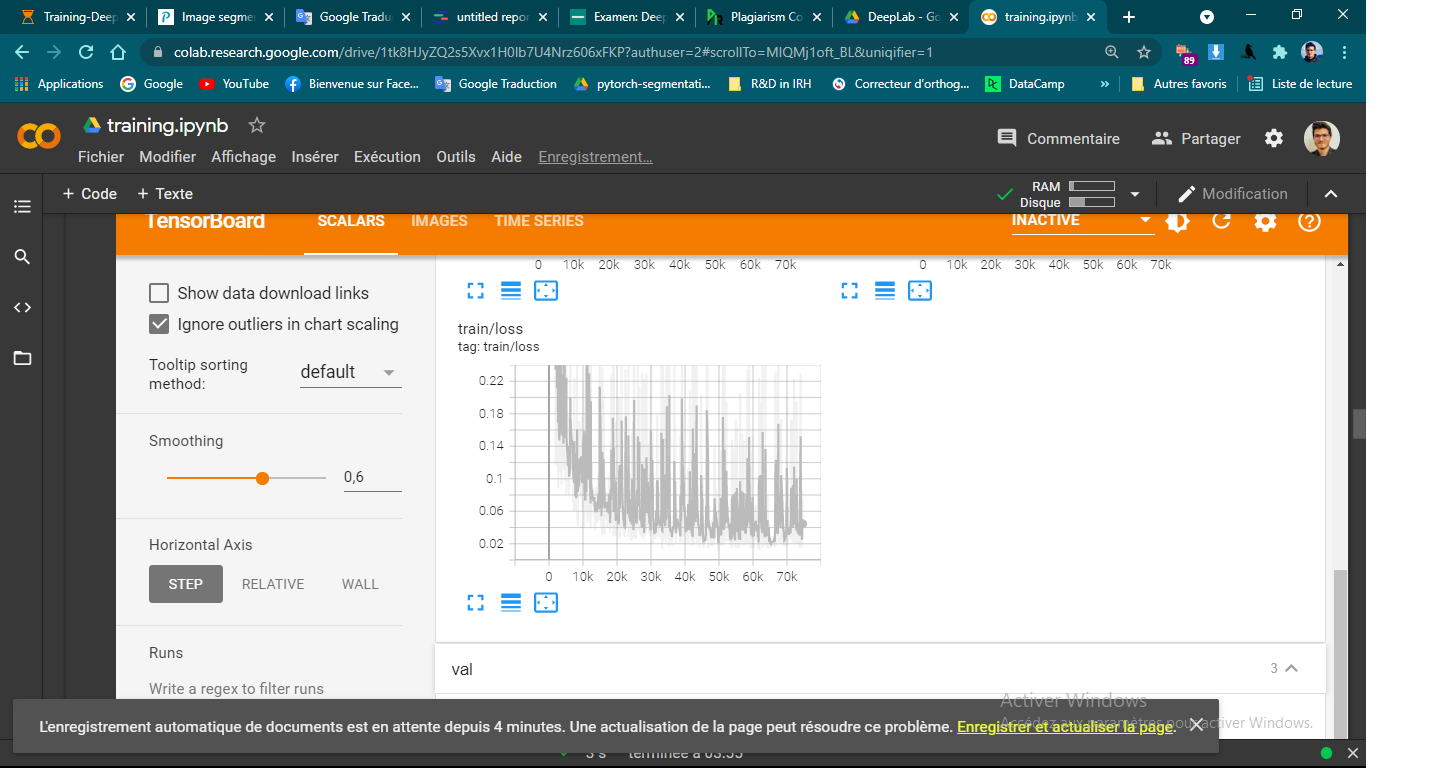 Training-Deep
Image segme
Google Tradu
untitled repor
Examen: Deep
Plagiarism Co
DeepLab - Go
training.ipynb
colab.research.google.com/drive/1tk8HJyZQ2s5Xvx1H0Ib7U4Nrz606xFKP?authuser=2#scrollTo=MIQMj1oft_BL&uniqifier=1
89
Applications
Google
YouTube
Bienvenue sur Face...
Google Traduction
pytorch-segmentati...
R&D in IRH
Correcteur d'orthog...
DataCamp
»
Autres favoris
Liste de lecture
training.ipynb
Commentaire
Partager
Fichier Modifier Affichage Insérer Exécution Outils Aide Enregistrement...
+ Code + Texte
RAM
Disque
Modification
TensorBoard
SCALARS IMAGES TIME SERIES
INACTIVE
0 10k 20k 30k 40k 50k 60k 70k
0 10k 20k 30k 40k 50k 60k 70k
Show data download links
Ignore outliers in chart scaling
Tooltip sorting
method:
default
Smoothing
0,6
Horizontal Axis
STEP RELATIVE WALL
Runs
Write a regex to filter runs
train/loss
tag: train/loss
0.22
0.18
0.14
0.1
0.06
0.02
0 10k 20k 30k 40k 50k 60k 70k
val
3
Activer Windows
L'enregistrement automatique de documents est en attente depuis 4 minutes. Une actualisation de la page peut résoudre ce problème. Enregistrer et actualiser la page.
Accédez aux paramètres pour activer Windows.
3 s terminée à 03:55